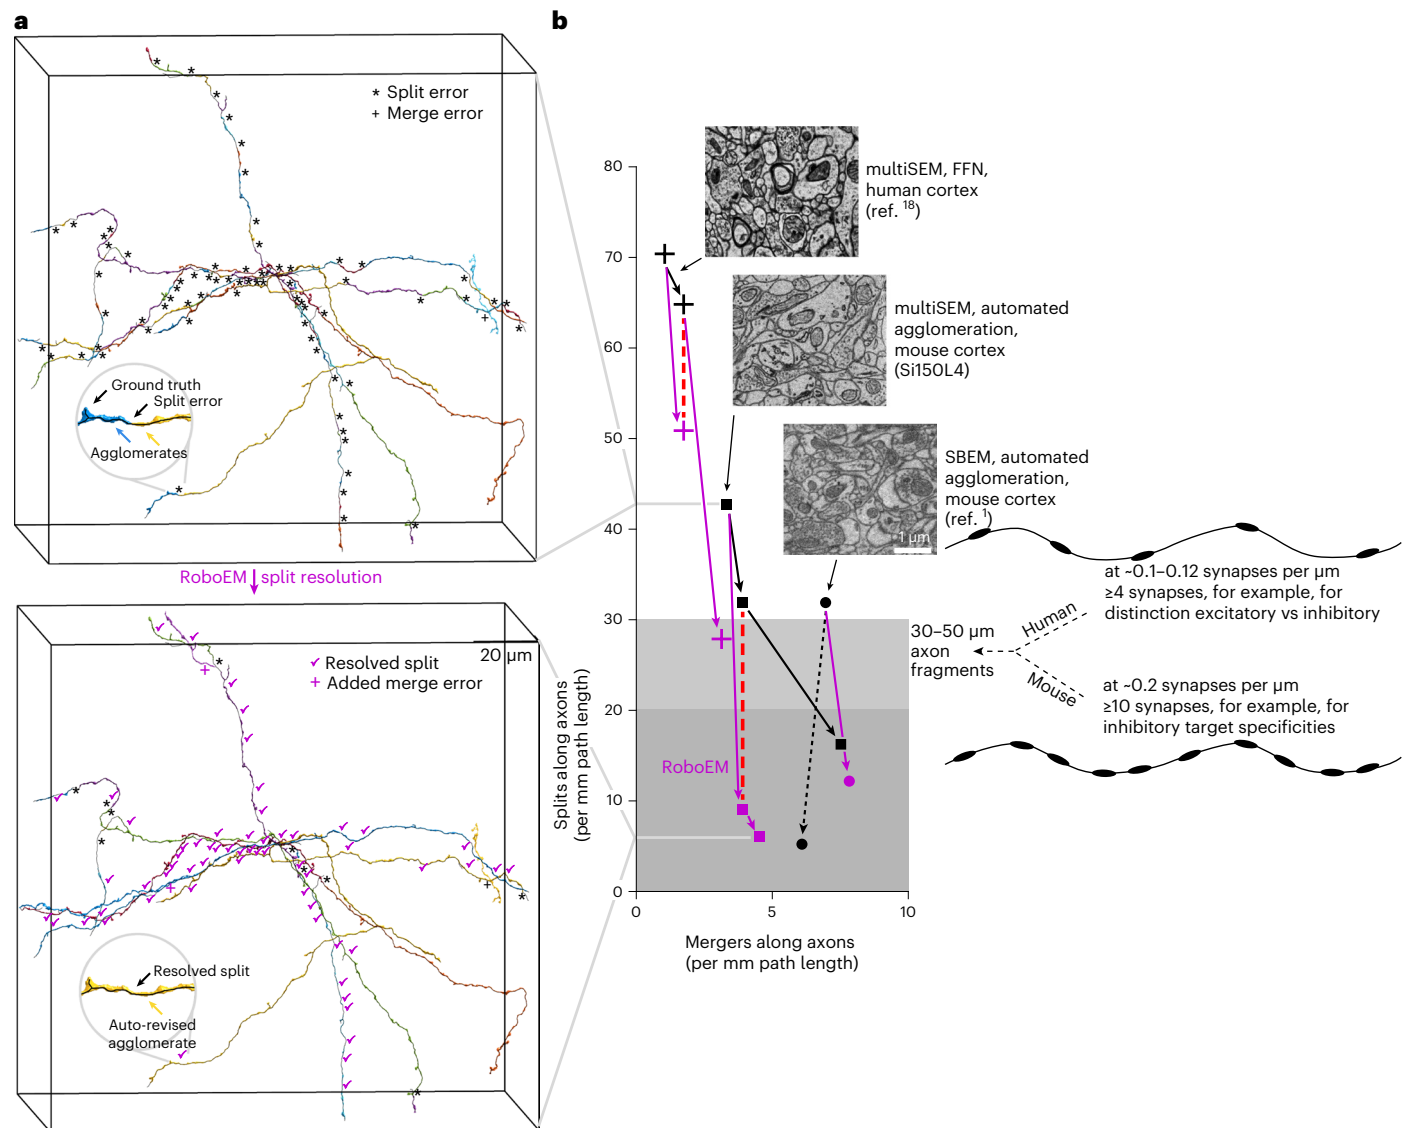 a
* Split error
+ Merge error
Ground truth
Split error
Agglomerates
RoboEM split resolution
20 µm
✓ Resolved split
+ Added merge error
Resolved split
Auto-revised
agglomerate
b
80
70
60
50
40
30
20
10
0
0 5 10
Splits along axons
(per mm path length)
Mergers along axons
(per mm path length)
multiSEM, FFN,
human cortex
(ref. 18)
multiSEM, automated
agglomeration,
mouse cortex
(Si150L4)
SBEM, automated
agglomeration,
mouse cortex
(ref. 1)
1 µm
RoboEM
30–50 µm
axon
fragments
Human
Mouse
at ~0.1–0.12 synapses per µm
≥4 synapses, for example, for
distinction excitatory vs inhibitory
at ~0.2 synapses per µm
≥10 synapses, for example, for
inhibitory target specificities